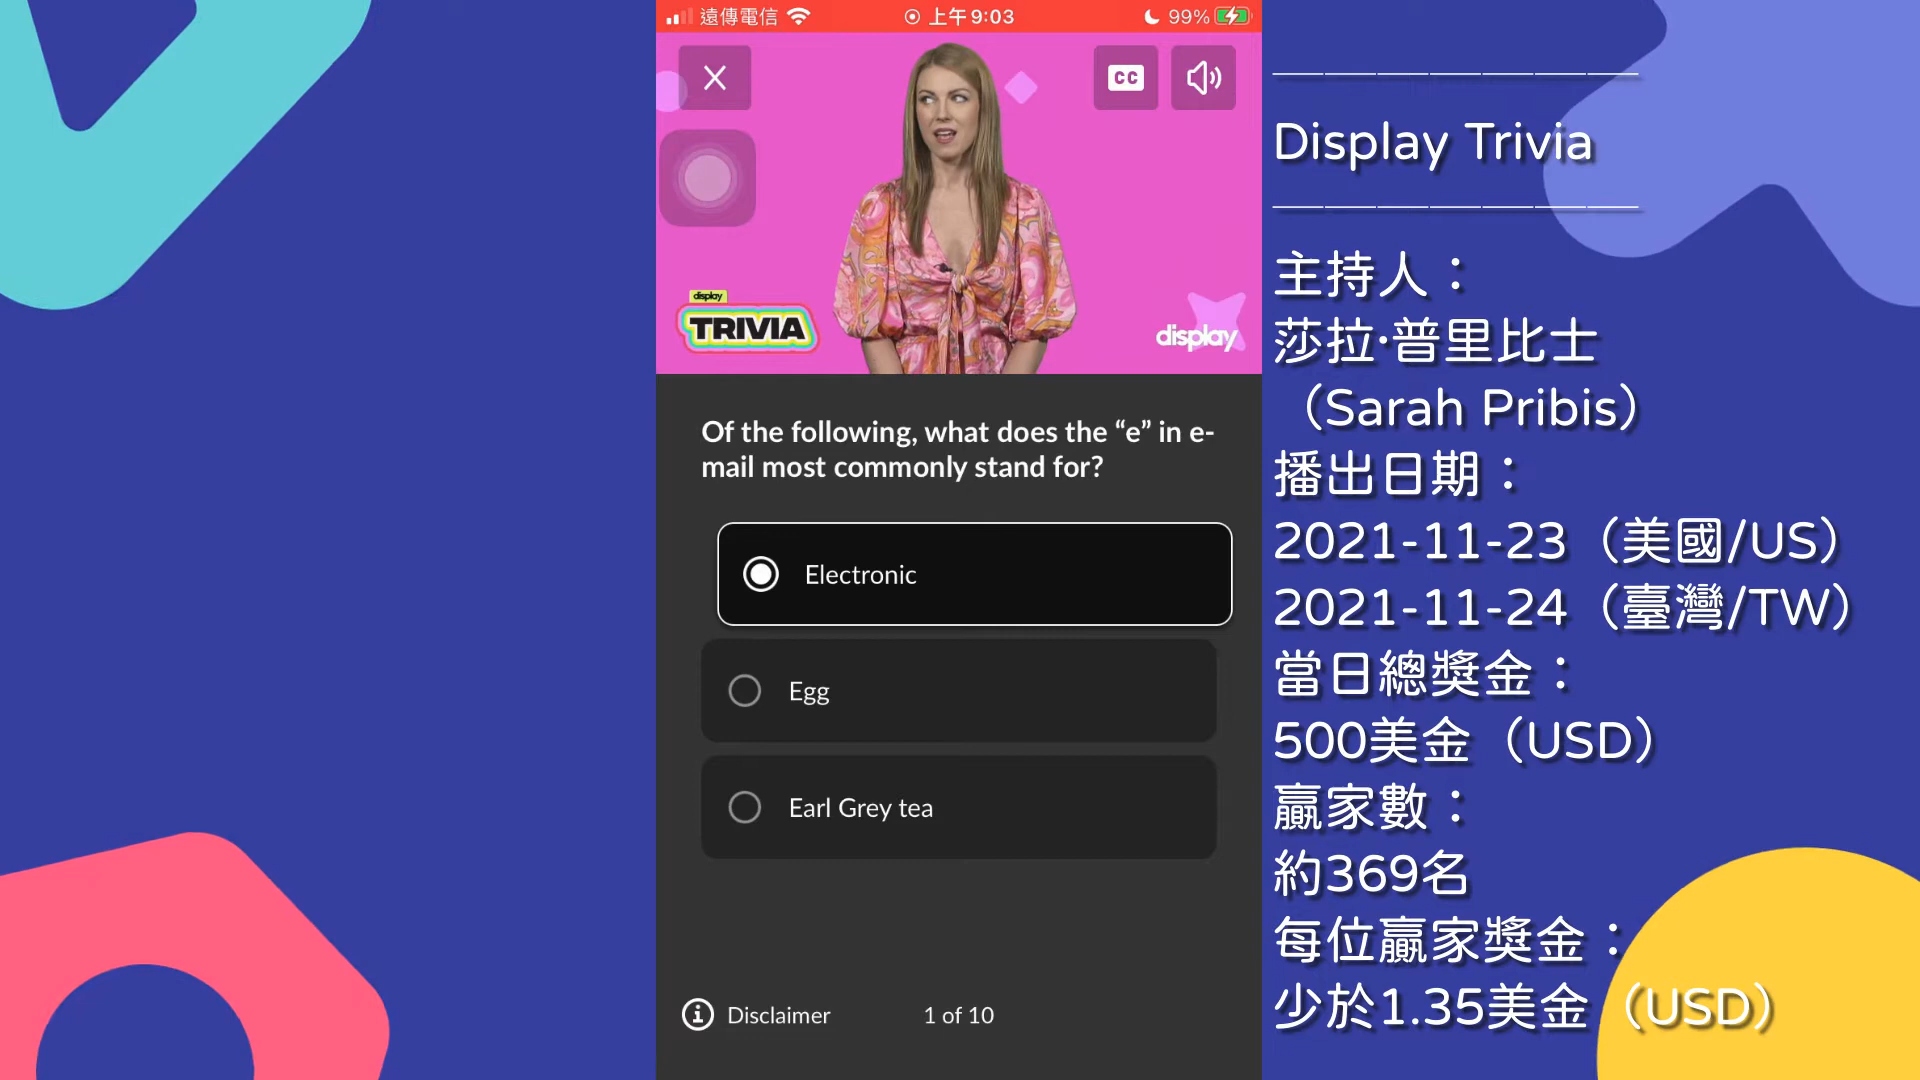 遠傳電信
上午9:03
99%
CC
display
TRIVIA
display
Of the following, what does the “e” in e-
mail most commonly stand for?
Electronic
Egg
Earl Grey tea
Disclaimer
1 of 10
Display Trivia
主持人：
莎拉·普里比士
（Sarah Pribis）
播出日期：
2021-11-23（美國/US）
2021-11-24（臺灣/TW）
當日總獎金：
500美金（USD）
贏家數：
約369名
每位贏家獎金：
少於1.35美金（USD）